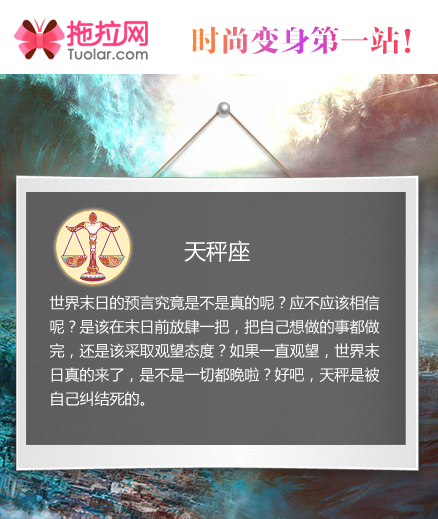 拖拉网
时尚变身第一站!
Tuolar.com
天秤座
世界末日的预言究竟是不是真的呢？应不应该相信
呢？是该在末日前放肆一把，把自己想做的事都做
完，还是该采取观望态度？如果一直观望，世界末
日真的来了，是不是一切都晚啦？好吧，天秤是被
自己纠结死的。